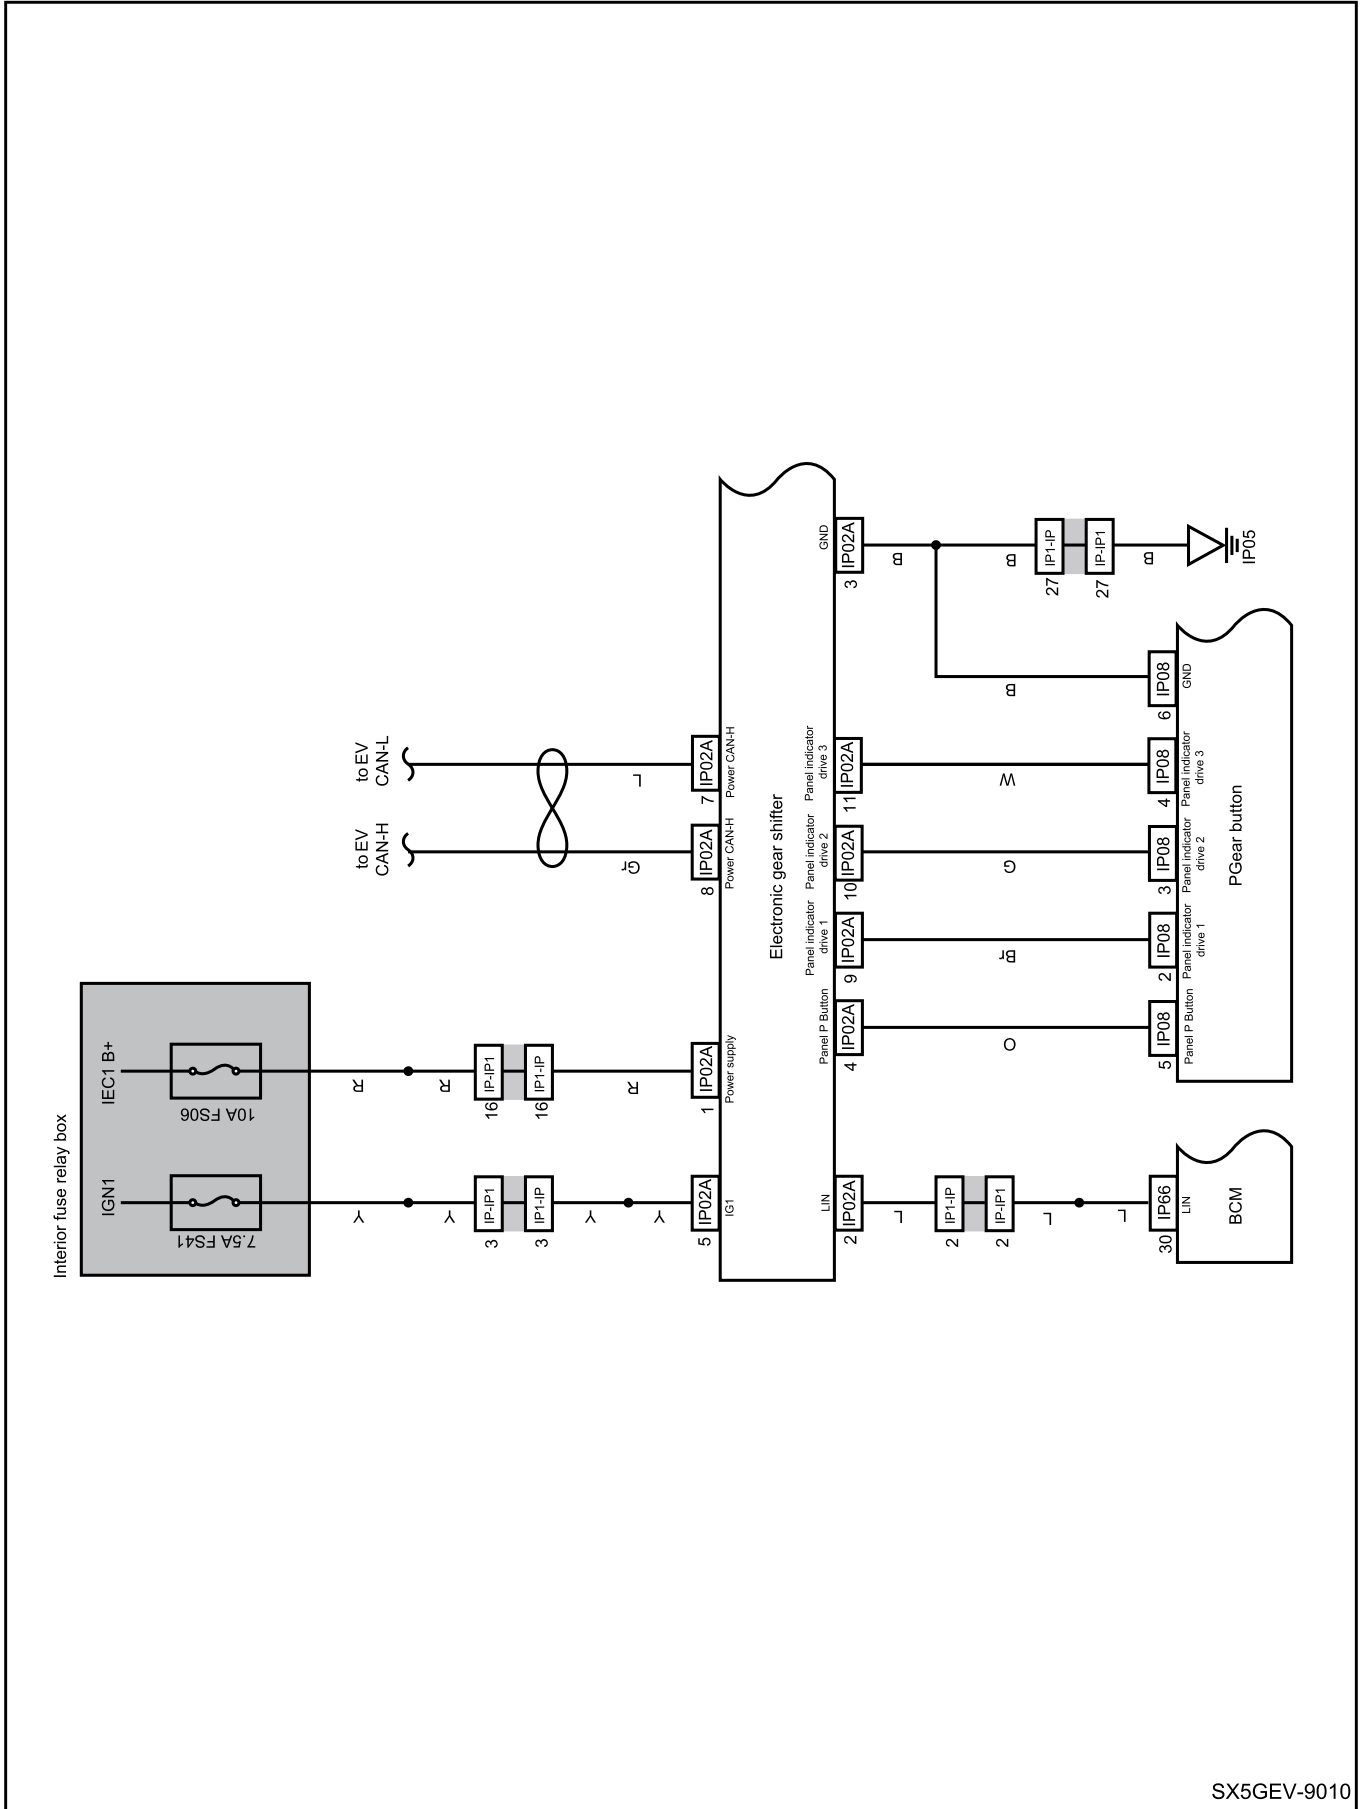 Interior fuse relay box
IGN1
IEC1 B+
7.5A FS41
10A FS06
to EV
CAN-H
to EV
CAN-L
Y
R
Y
R
3
IP-IP1
16
IP-IP1
3
IP1-IP
16
IP1-IP
Y
Y
R
Gr
L
5
IP02A
IG1
1
IP02A
Power supply
8
IP02A
Power CAN-H
7
IP02A
Power CAN-H
Electronic gear shifter
LIN
IP02A
2
Panel P Button
IP02A
4
Panel indicator
drive 1
IP02A
9
Panel indicator
drive 2
IP02A
10
Panel indicator
drive 3
IP02A
11
GND
IP02A
3
L
B
2
IP1-IP
2
IP-IP1
L
L
O
Br
G
W
B
B
27
IP1-IP
27
IP-IP1
B
IP05
30
IP66
LIN
BCM
5
IP08
Panel P Button
2
IP08
Panel indicator
drive 1
3
IP08
Panel indicator
drive 2
4
IP08
Panel indicator
drive 3
6
IP08
GND
PGear button
SX5GEV-9010